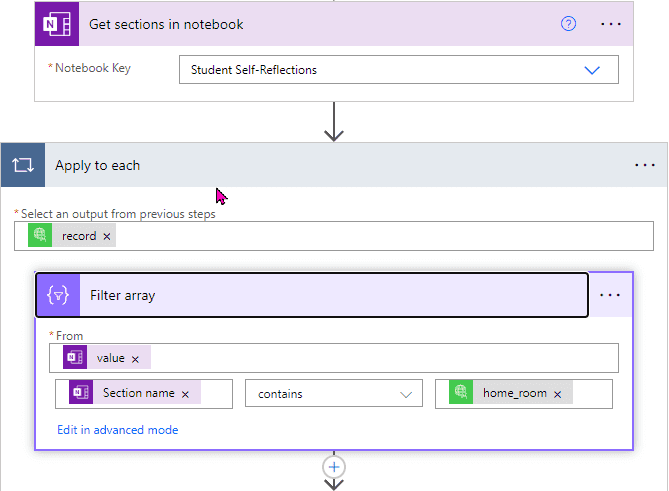 Get sections in notebook
* Notebook Key
Student Self-Reflections
Apply to each
* Select an output from previous steps
record ×
Filter array
* From
value ×
Section name × contains home_room ×
Edit in advanced mode